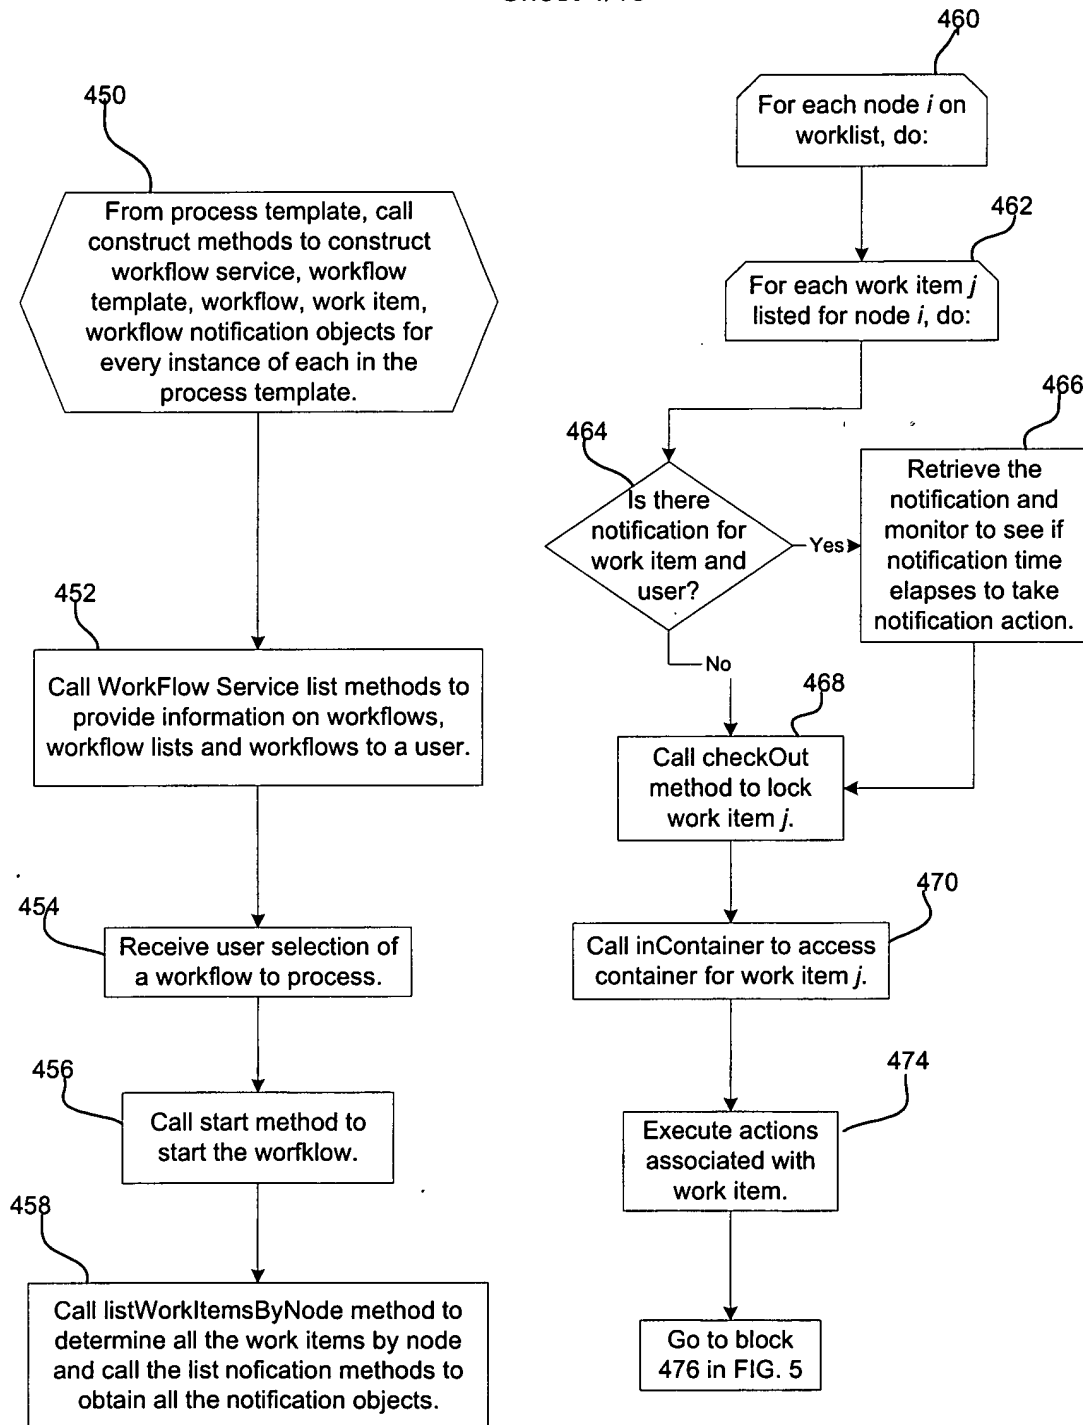 450
From process template, call
construct methods to construct
workflow service, workflow
template, workflow, work item,
workflow notification objects for
every instance of each in the
process template.
452
Call WorkFlow Service list methods to
provide information on workflows,
workflow lists and workflows to a user.
454
Receive user selection of
a workflow to process.
456
Call start method to
start the worfklow.
458
Call listWorkItemsByNode method to
determine all the work items by node
and call the list nofication methods to
obtain all the notification objects.
460
For each node i on
worklist, do:
462
For each work item j
listed for node i, do:
464
Is there
notification for
work item and
user?
Yes
No
466
Retrieve the
notification and
monitor to see if
notification time
elapses to take
notification action.
468
Call checkOut
method to lock
work item j.
470
Call inContainer to access
container for work item j.
474
Execute actions
associated with
work item.
Go to block
476 in FIG. 5